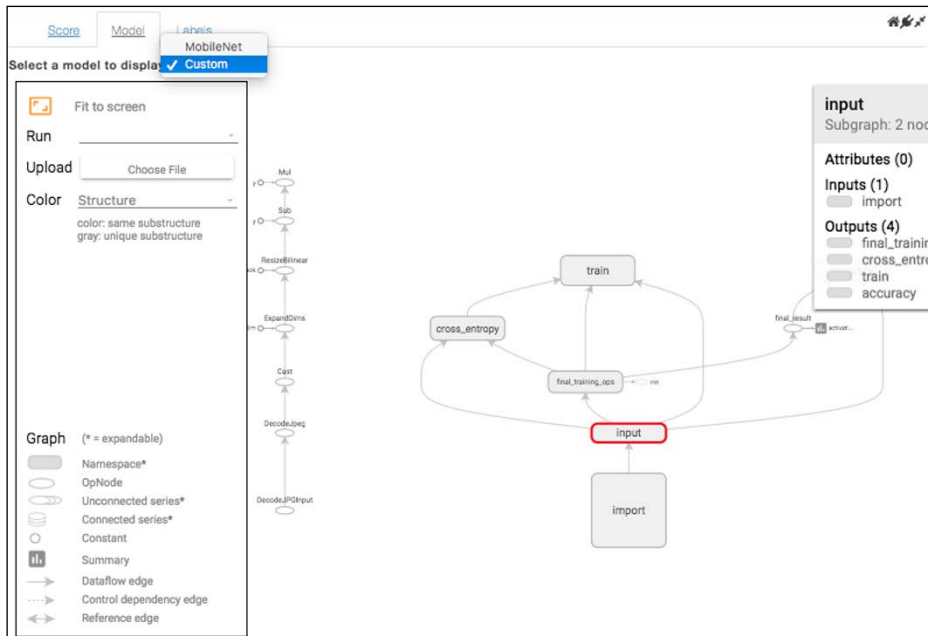 Score
Model
Labels
MobileNet
Select a model to display
✓ Custom
Fit to screen
Run
Upload
Choose File
Color
Structure
color: same substructure
gray: unique substructure
Graph
(* = expandable)
Namespace*
OpNode
Unconnected series*
Connected series*
Constant
Summary
Dataflow edge
Control dependency edge
Reference edge
Mul
y
Sub
y
ResizeBilinear
ExpandDims
dim
Cast
DecodeJpeg
DecodeJPGInput
train
cross_entropy
final_training_ops
init
input
import
final_result
activat...
input
Subgraph: 2 nod
Attributes (0)
Inputs (1)
import
Outputs (4)
final_trainin
cross_entro
train
accuracy